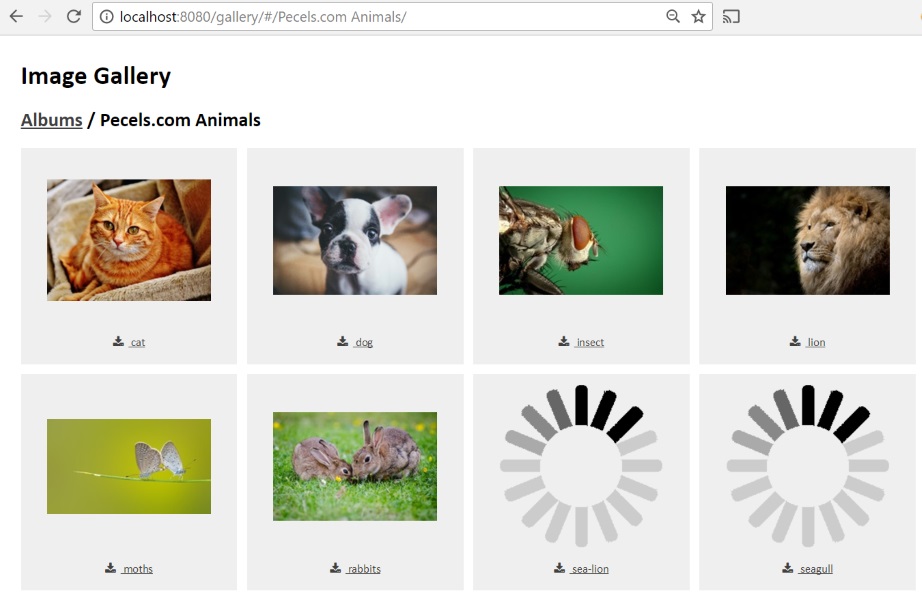 localhost:8080/gallery/#/Pecels.com Animals/
Image Gallery
Albums / Pecels.com Animals
cat
dog
insect
lion
moths
rabbits
sea-lion
seagull